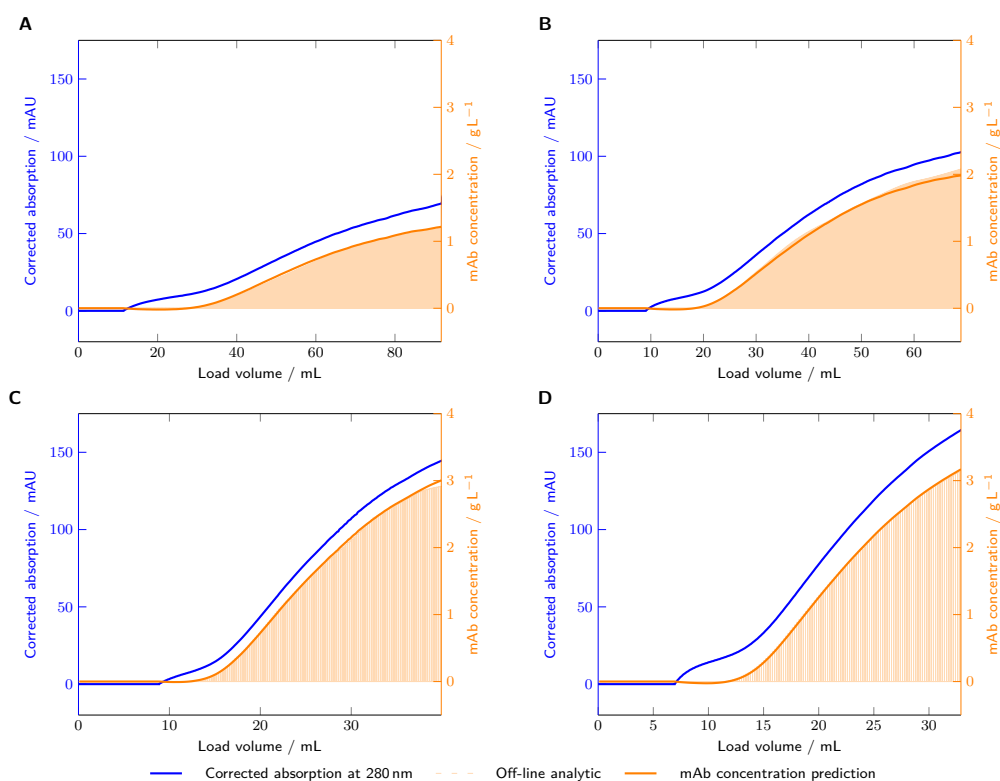 A
B
150
100
50
0
Corrected absorption / mAU
4
3
2
1
0
mAb concentration / g L−1
0 20 40 60 80
Load volume / mL
150
100
50
0
Corrected absorption / mAU
4
3
2
1
0
mAb concentration / g L−1
0 10 20 30 40 50 60
Load volume / mL
C
D
150
100
50
0
Corrected absorption / mAU
4
3
2
1
0
mAb concentration / g L−1
0 10 20 30
Load volume / mL
150
100
50
0
Corrected absorption / mAU
4
3
2
1
0
mAb concentration / g L−1
0 5 10 15 20 25 30
Load volume / mL
Corrected absorption at 280 nm Off-line analytic mAb concentration prediction